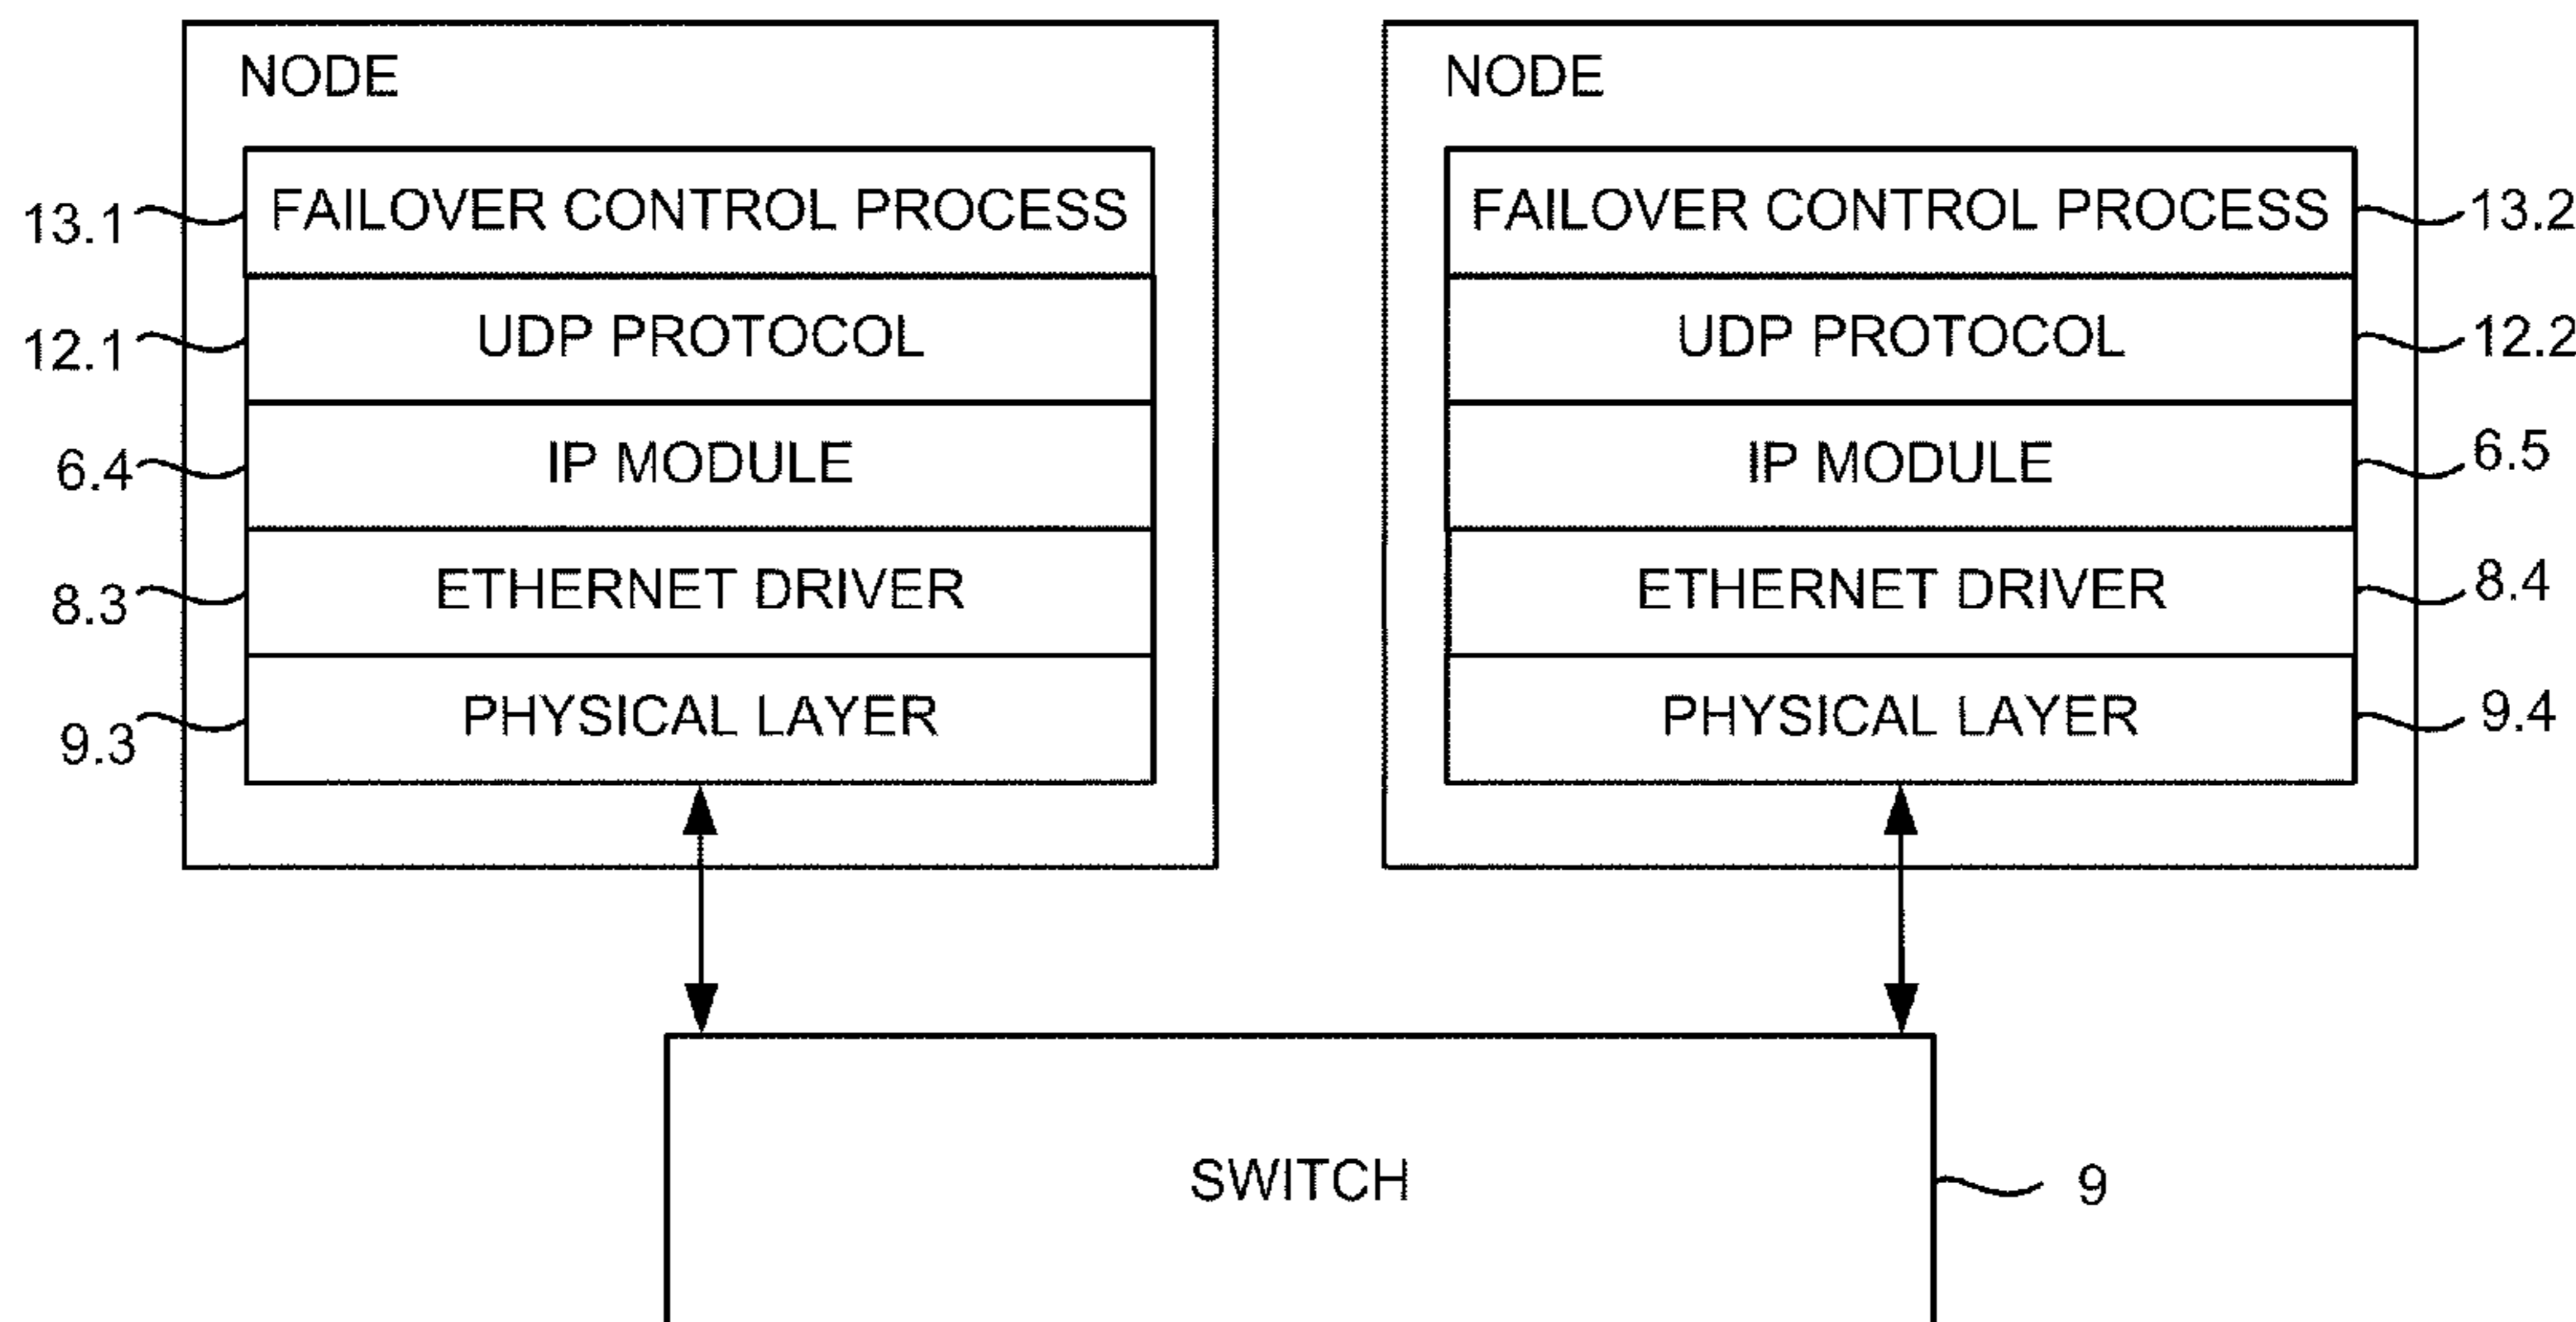 NODE
13.1
FAILOVER CONTROL PROCESS
12.1
UDP PROTOCOL
6.4
IP MODULE
8.3
ETHERNET DRIVER
9.3
PHYSICAL LAYER
NODE
FAILOVER CONTROL PROCESS
13.2
UDP PROTOCOL
12.2
IP MODULE
6.5
ETHERNET DRIVER
8.4
PHYSICAL LAYER
9.4
SWITCH
9